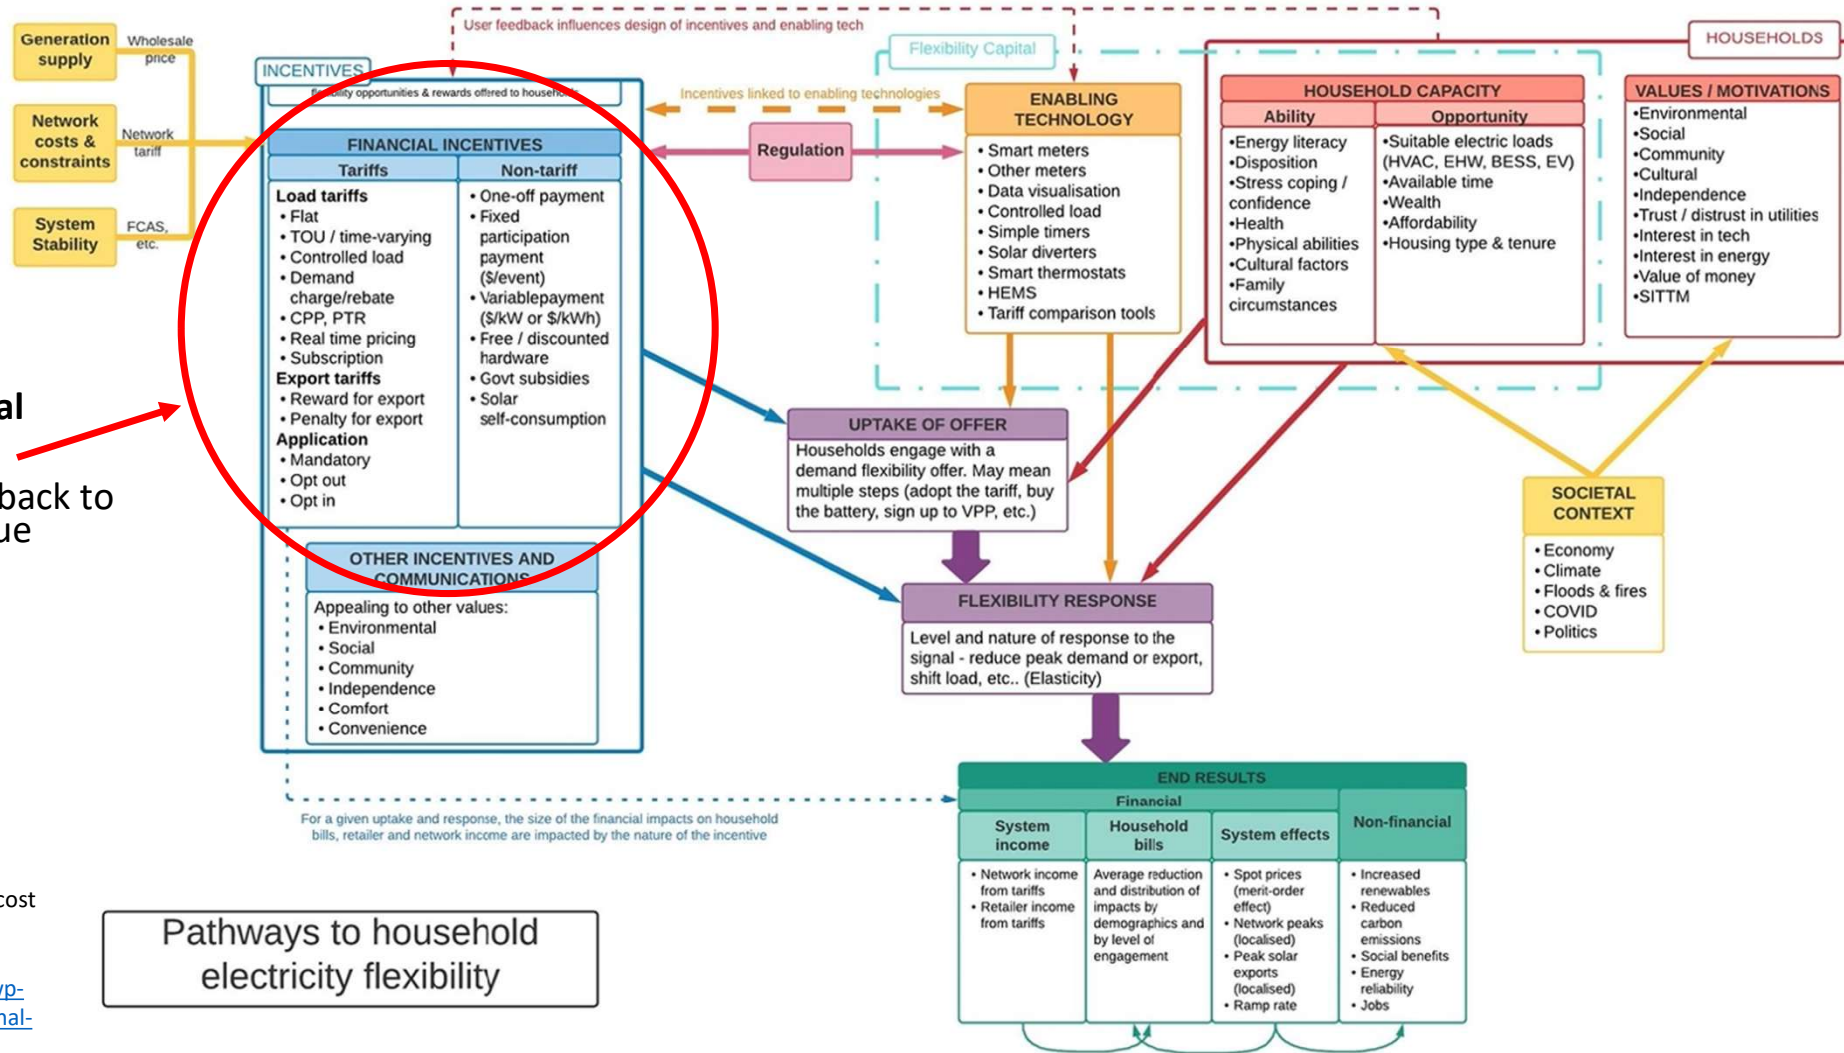 User feedback influences design of incentives and enabling tech
HOUSEHOLDS
Generation
supply
Wholesale
price
Network
costs &
constraints
Network
tariff
System
Stability
FCAS,
etc.
INCENTIVES
flexibility opportunities & rewards offered to households
FINANCIAL INCENTIVES
Tariffs
Load tariffs
• Flat
• TOU / time-varying
• Controlled load
• Demand
charge/rebate
• CPP, PTR
• Real time pricing
• Subscription
Export tariffs
• Reward for export
• Penalty for export
Application
• Mandatory
• Opt out
• Opt in
Non-tariff
• One-off payment
• Fixed
participation
payment
($/event)
• Variablepayment
($/kW or $/kWh)
• Free / discounted
hardware
• Govt subsidies
• Solar
self-consumption
OTHER INCENTIVES AND
COMMUNICATIONS
Appealing to other values:
• Environmental
• Social
• Community
• Independence
• Comfort
• Convenience
Incentives linked to enabling technologies
Regulation
Flexibility Capital
ENABLING
TECHNOLOGY
• Smart meters
• Other meters
• Data visualisation
• Controlled load
• Simple timers
• Solar diverters
• Smart thermostats
• HEMS
• Tariff comparison tools
HOUSEHOLD CAPACITY
Ability
•Energy literacy
•Disposition
•Stress coping /
confidence
•Health
•Physical abilities
•Cultural factors
•Family
circumstances
Opportunity
•Suitable electric loads
(HVAC, EHW, BESS, EV)
•Available time
•Wealth
•Affordability
•Housing type & tenure
VALUES / MOTIVATIONS
•Environmental
•Social
•Community
•Cultural
•Independence
•Trust / distrust in utilities
•Interest in tech
•Interest in energy
•Value of money
•SITTM
al
back to
ue
UPTAKE OF OFFER
Households engage with a
demand flexibility offer. May mean
multiple steps (adopt the tariff, buy
the battery, sign up to VPP, etc.)
FLEXIBILITY RESPONSE
Level and nature of response to the
signal - reduce peak demand or export,
shift load, etc.. (Elasticity)
SOCIETAL
CONTEXT
• Economy
• Climate
• Floods & fires
• COVID
• Politics
For a given uptake and response, the size of the financial impacts on household
bills, retailer and network income are impacted by the nature of the incentive
END RESULTS
Financial
System
income
• Network income
from tariffs
• Retailer income
from tariffs
Household
bills
Average reduction
and distribution of
impacts by
demographics and
by level of
engagement
System effects
• Spot prices
(merit-order
effect)
• Network peaks
(localised)
• Peak solar
exports
(localised)
• Ramp rate
Non-financial
• Increased
renewables
• Reduced
carbon
emissions
• Social benefits
• Energy
reliability
• Jobs
cost
Pathways to household
electricity flexibility
vp-
nal-